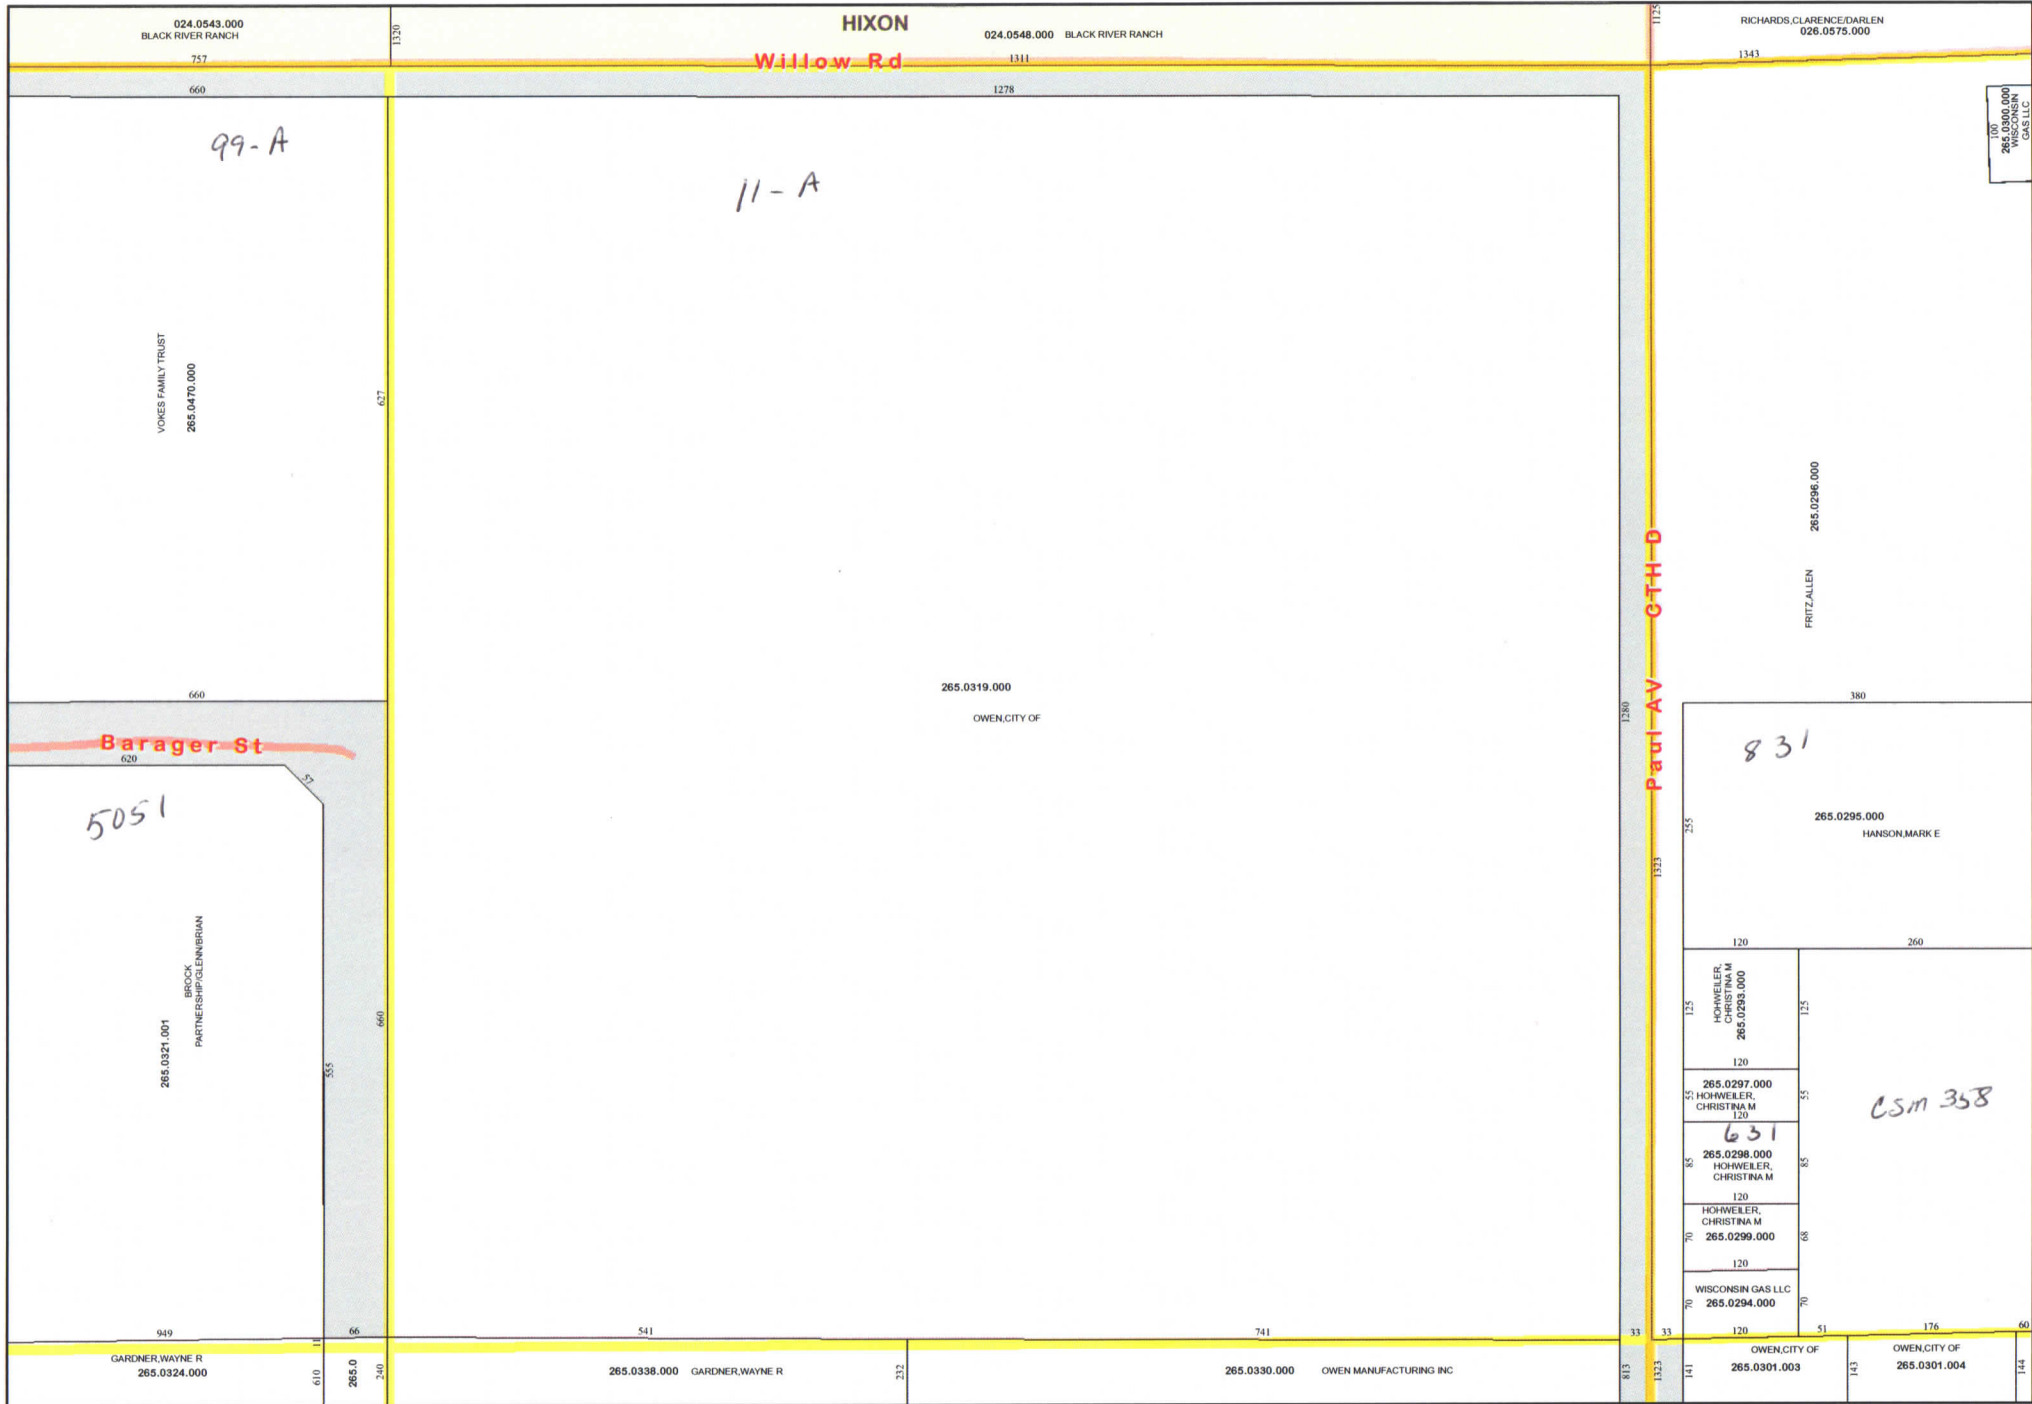 024.0543.000
BLACK RIVER RANCH
1320
HIXON
024.0548.000 BLACK RIVER RANCH
1125
RICHARDS,CLARENCE/DARLEN
026.0575.000
757
Willow Rd
1311
1343
660
1278
100
265.0300.000
WISCONSIN
GAS LLC
99-A
11-A
VOKES FAMILY TRUST
265.0470.000
627
265.0296.000
FRITZ,ALLEN
Paul AV CTH D
660
265.0319.000
OWEN,CITY OF
1280
380
Barager St
620
57
831
5051
265.0295.000
HANSON,MARK E
255
1323
BROCK
PARTNERSHIP/GLENN/BRIAN
265.0321.001
555
660
120
260
125
HOHWEILER,
CHRISTINA M
265.0293.000
125
120
265.0297.000
55
HOHWEILER,
CHRISTINA M
55
120
CSM 358
631
265.0298.000
85
HOHWEILER,
CHRISTINA M
85
120
HOHWEILER,
CHRISTINA M
70
265.0299.000
68
120
WISCONSIN GAS LLC
70
265.0294.000
70
949
11
66
541
741
33
33
120
51
176
60
GARDNER,WAYNE R
265.0324.000
610
265.0
240
265.0338.000 GARDNER,WAYNE R
232
265.0330.000 OWEN MANUFACTURING INC
813
1323
141
OWEN,CITY OF
265.0301.003
143
OWEN,CITY OF
265.0301.004
144